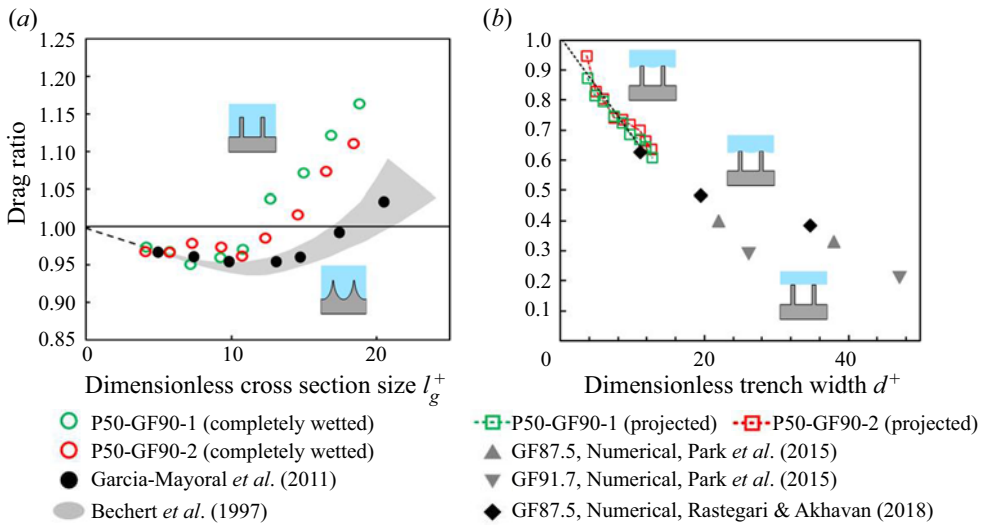 (a)
(b)
1.25
1.20
1.15
1.10
1.05
1.00
0.95
0.90
0.85
Drag ratio
0
10
20
Dimensionless cross section size l_g^+
1.0
0.9
0.8
0.7
0.6
0.5
0.4
0.3
0.2
0.1
0
20
40
Dimensionless trench width d^+
P50-GF90-1 (completely wetted)
P50-GF90-2 (completely wetted)
Garcia-Mayoral et al. (2011)
Bechert et al. (1997)
P50-GF90-1 (projected)
P50-GF90-2 (projected)
GF87.5, Numerical, Park et al. (2015)
GF91.7, Numerical, Park et al. (2015)
GF87.5, Numerical, Rastegari & Akhavan (2018)